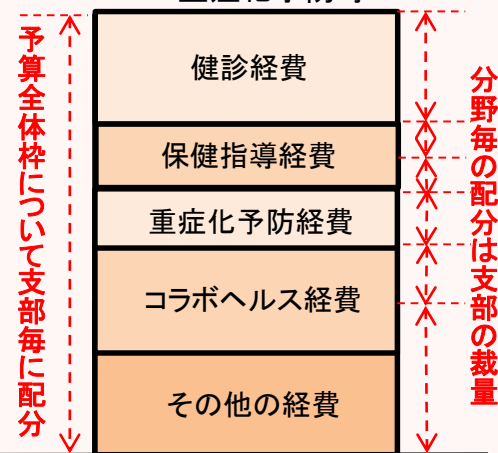 予算全体枠について支部毎に配分
健診経費
保健指導経費
重症化予防経費
コラボヘルス経費
その他の経費
分野毎の配分は支部の裁量